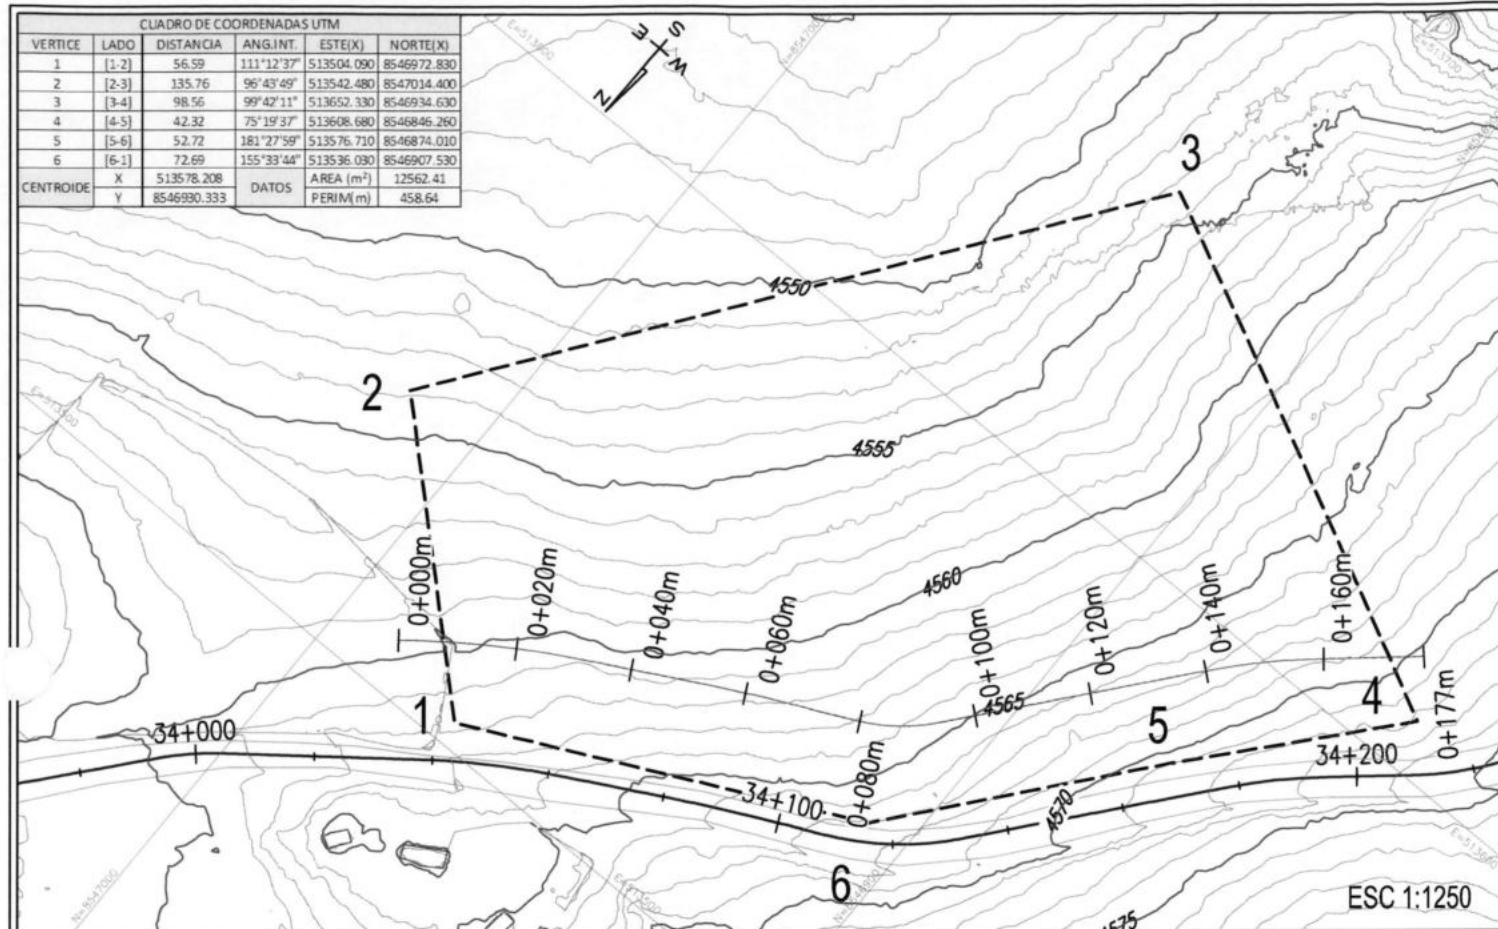 CUADRO DE COORDENADAS UTM
VERTICE LADO DISTANCIA ANG.INT. ESTE(X) NORTE(X)
1 [1-2] 56.59 111°12'37" 513504.090 8546972.830
2 [2-3] 135.76 96°43'49" 513542.480 8547014.400
3 [3-4] 98.56 99°42'11" 513652.330 8546934.630
4 [4-5] 42.32 75°19'37" 513608.680 8546846.260
5 [5-6] 52.72 181°27'59" 513576.710 8546874.010
6 [6-1] 72.69 155°33'44" 513536.030 8546907.530
CENTROIDE X 513578.208 DATOS AREA (m²) 12562.41
Y 8546930.333 PERIM(m) 458.64
S
E
W
N
3
4550
2
4555
4560
0+000m
0+020m
0+040m
0+060m
0+080m
0+100m
0+120m
0+140m
0+160m
0+177m
4565
1
5
4
34+000
34+100
34+200
4570
6
N=8547000
ESC 1:1250
4575